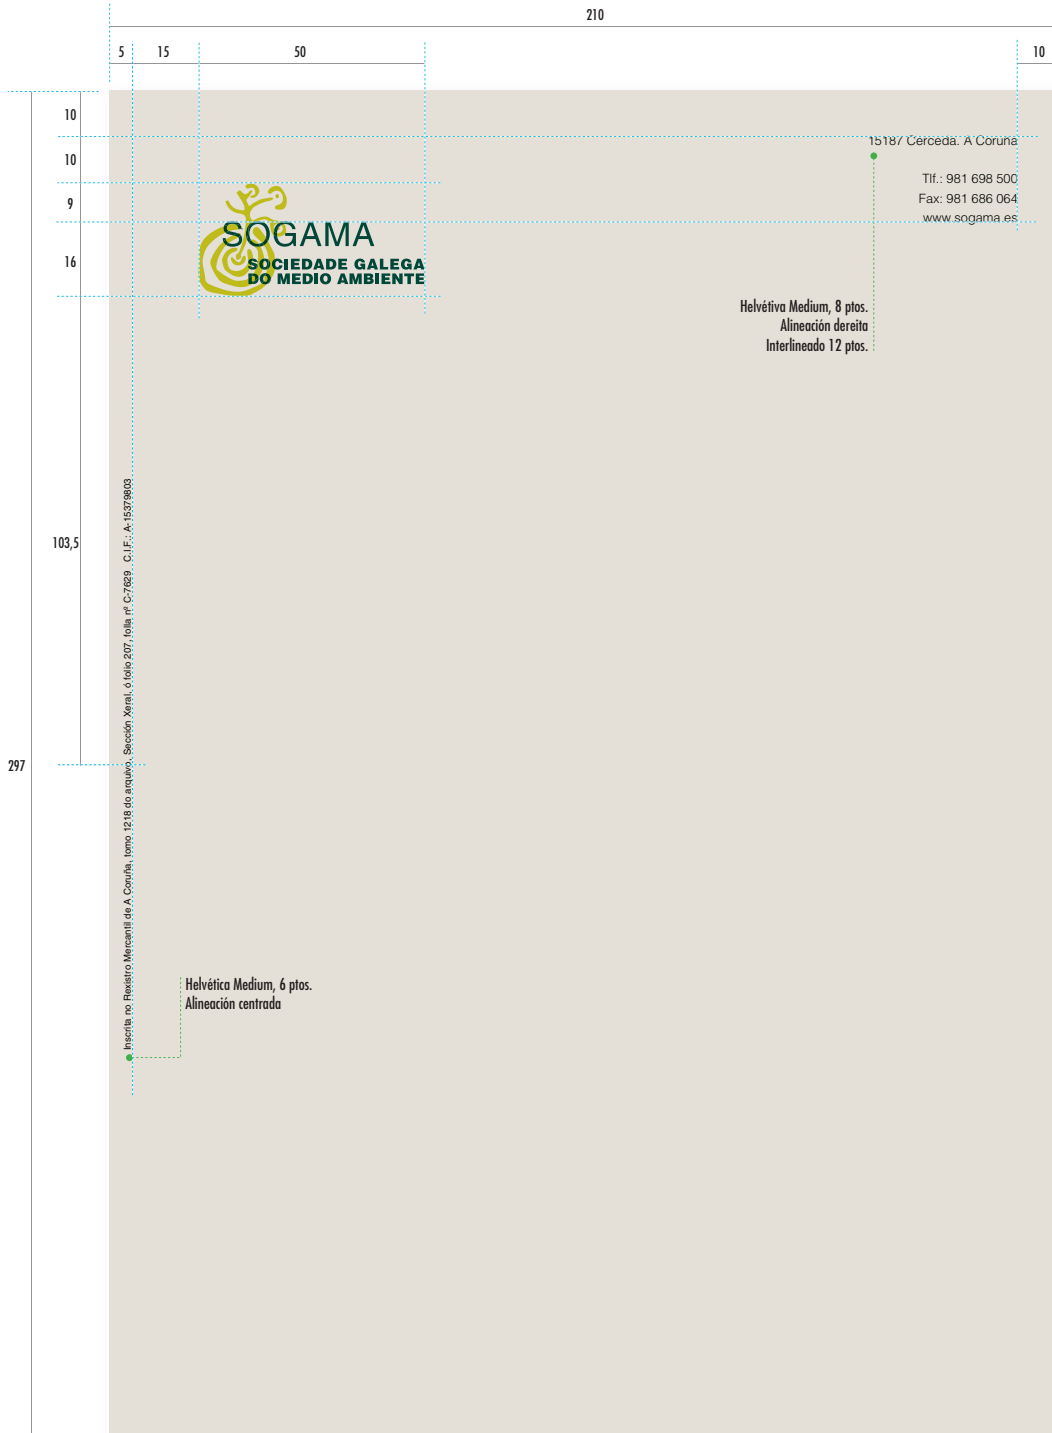 210
5 15 50 10
10
10
9
16
103,5
297
15187 Cerceda. A Coruña
Tlf.: 981 698 500
Fax: 981 686 064
www.sogama.es
SOGAMA
SOCIEDADE GALEGA
DO MEDIO AMBIENTE
Helvétiva Medium, 8 ptos.
Alineación dereita
Interlineado 12 ptos.
Inscrita no Rexistro Mercantil de A Coruña, tomo 1218 do arquivo, Sección Xeral, ó folio 207, folla nº C-7629 C.I.F.: A-15379803
Helvética Medium, 6 ptos.
Alineación centrada